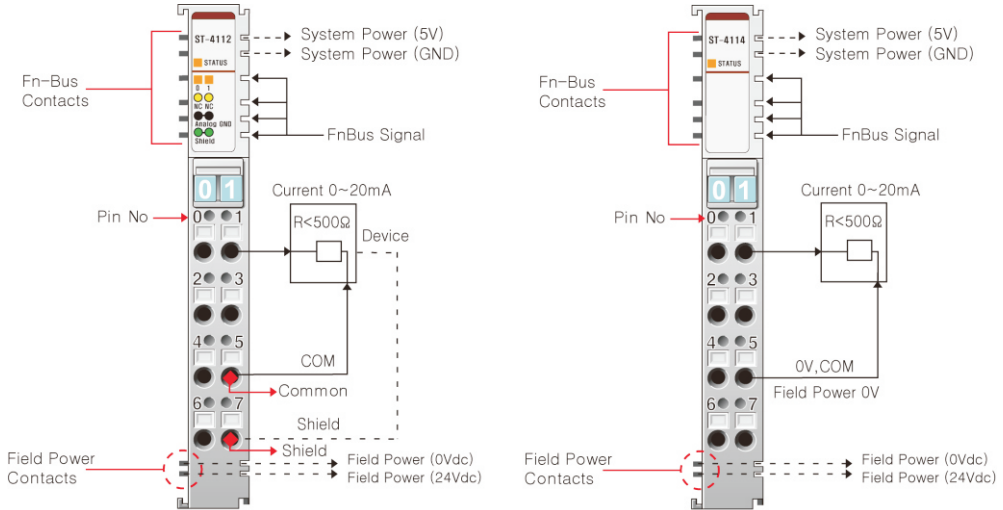 ST-4112
System Power (5V)
System Power (GND)
STATUS
Fn-Bus
Contacts
0 1
NC NC
Analog GND
Shield
FnBus Signal
0 1
Current 0~20mA
Pin No
0 1
R<500Ω
Device
2 3
4 5
COM
Common
6 7
Shield
Shield
Field Power
Contacts
Field Power (0Vdc)
Field Power (24Vdc)
ST-4114
System Power (5V)
System Power (GND)
STATUS
Fn-Bus
Contacts
FnBus Signal
0 1
Current 0~20mA
Pin No
0 1
R<500Ω
2 3
4 5
0V,COM
Field Power 0V
6 7
Field Power
Contacts
Field Power (0Vdc)
Field Power (24Vdc)